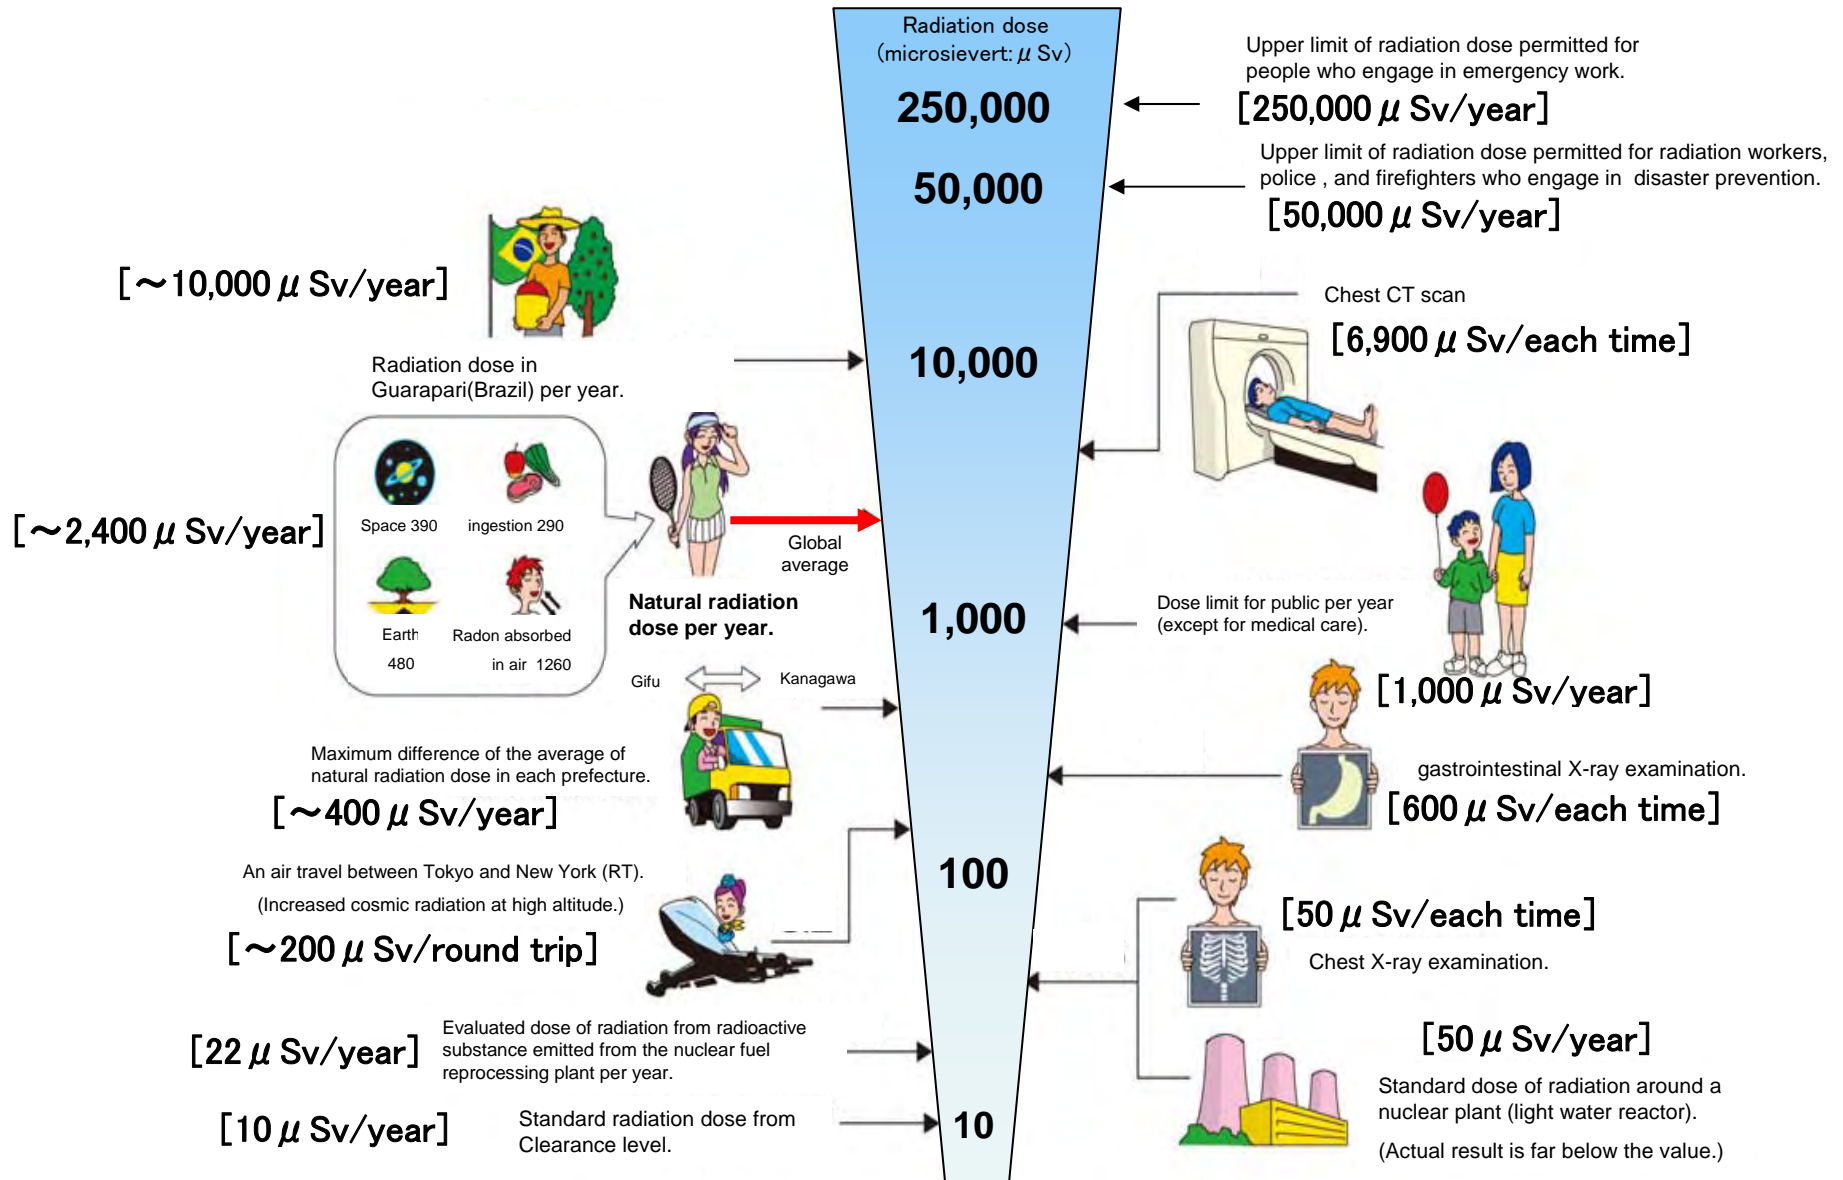 Radiation dose
(microsievert: μ Sv)
250,000
50,000
10,000
1,000
100
10
Upper limit of radiation dose permitted for
people who engage in emergency work.
[250,000 μ Sv/year]
Upper limit of radiation dose permitted for radiation workers,
police , and firefighters who engage in disaster prevention.
[50,000 μ Sv/year]
[~10,000 μ Sv/year]
Radiation dose in
Guarapari(Brazil) per year.
Chest CT scan
[6,900 μ Sv/each time]
[~2,400 μ Sv/year]
Space 390
ingestion 290
Earth
480
Radon absorbed
in air 1260
Global
average
Natural radiation
dose per year.
Dose limit for public per year
(except for medical care).
[1,000 μ Sv/year]
Gifu
Kanagawa
Maximum difference of the average of
natural radiation dose in each prefecture.
[~400 μ Sv/year]
gastrointestinal X-ray examination.
[600 μ Sv/each time]
An air travel between Tokyo and New York (RT).
(Increased cosmic radiation at high altitude.)
[~200 μ Sv/round trip]
[50 μ Sv/each time]
Chest X-ray examination.
[22 μ Sv/year]
Evaluated dose of radiation from radioactive
substance emitted from the nuclear fuel
reprocessing plant per year.
[50 μ Sv/year]
Standard dose of radiation around a
nuclear plant (light water reactor).
(Actual result is far below the value.)
[10 μ Sv/year]
Standard radiation dose from
Clearance level.